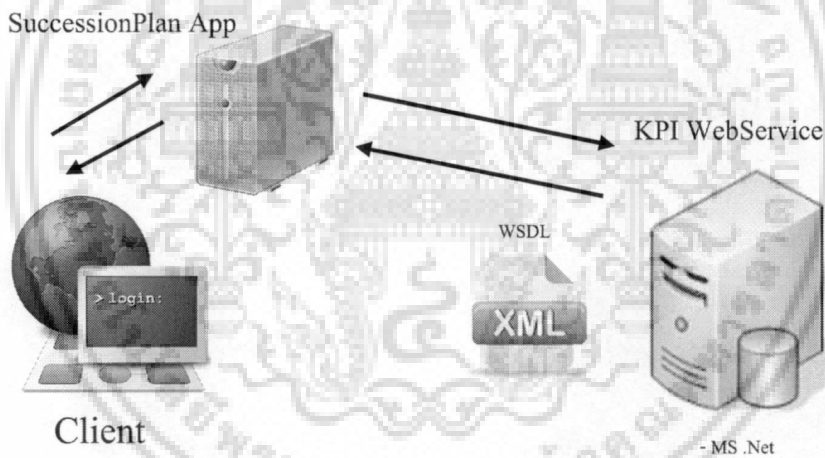 SuccessionPlan App
KPI WebService
WSDL
XML
> login:
Client
- MS .Net